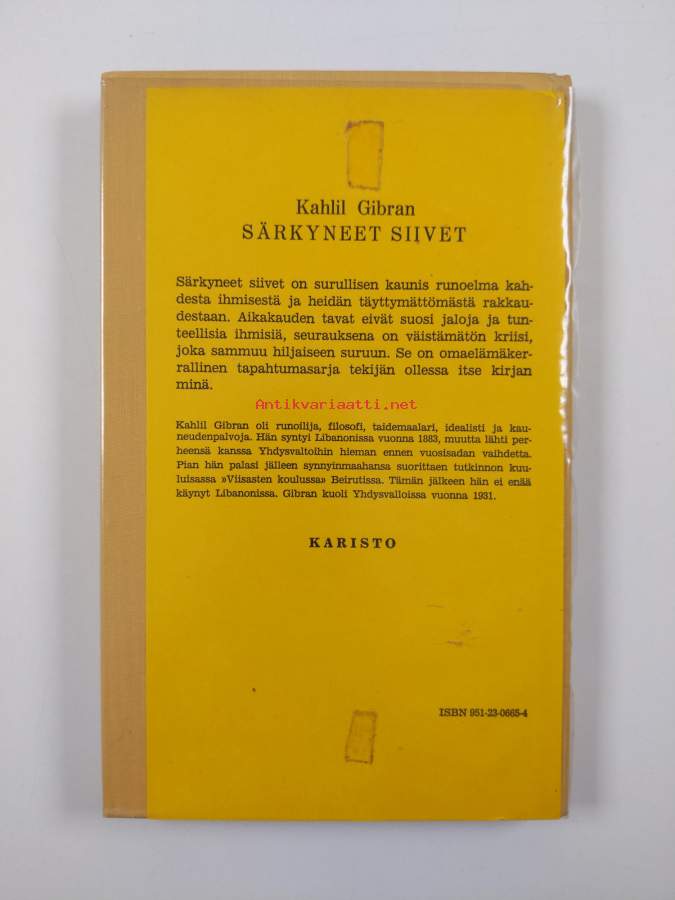 Kahlil Gibran
SÄRKYNEET SIIVET
Särkyneet siivet on surullisen kaunis runoelma kah-
desta ihmisestä ja heidän täyttymättömästä rakkau-
destaan. Aikakauden tavat eivät suosi jaloja ja tun-
teellisia ihmisiä, seurauksena on väistämätön kriisi,
joka sammuu hiljaiseen suruun. Se on omaelämäker-
rallinen tapahtumasarja tekijän ollessa itse kirjan
minä.
Antikvariaatti.net
Kahlil Gibran oli runoilija, filosofi, taidemaalari, idealisti ja kau-
neudenpalvoja. Hän syntyi Libanonissa vuonna 1883, muutta lähti per-
heensä kanssa Yhdysvaltoihin hieman ennen vuosisadan vaihdetta.
Pian hän palasi jälleen synnyinmaahansa suorittaen tutkinnon kuu-
luisassa »Viisasten koulussa» Beirutissa. Tämän jälkeen hän ei enää
käynyt Libanonissa. Gibran kuoli Yhdysvalloissa vuonna 1931.
KARISTO
ISBN 951-23-0665-4